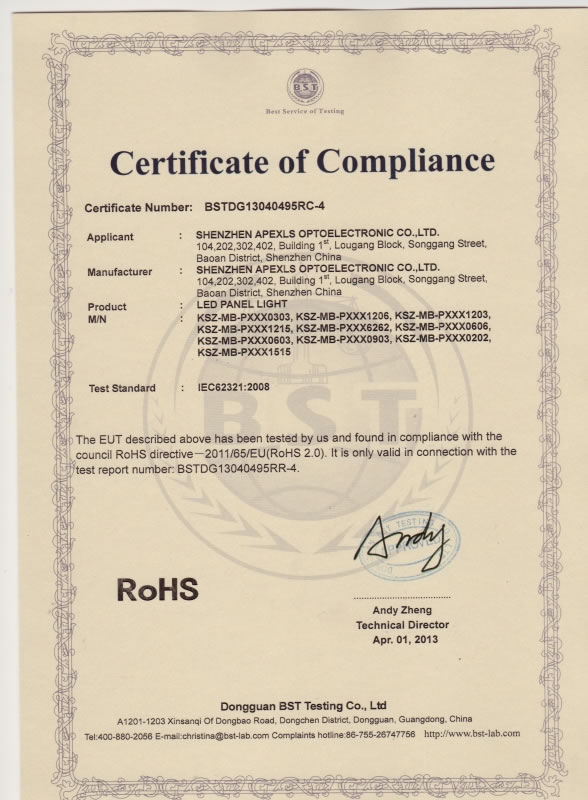 BST
Best Service of Testing
Certificate of Compliance
Certificate Number: BSTDG13040495RC-4
Applicant : SHENZHEN APEXLS OPTOELECTRONIC CO.,LTD.
104,202,302,402, Building 1st, Lougang Block, Songgang Street,
Baoan District, Shenzhen China
Manufacturer : SHENZHEN APEXLS OPTOELECTRONIC CO.,LTD.
104,202,302,402, Building 1st, Lougang Block, Songgang Street,
Baoan District, Shenzhen China
Product : LED PANEL LIGHT
M/N : KSZ-MB-PXXX0303, KSZ-MB-PXXX1206, KSZ-MB-PXXX1203,
KSZ-MB-PXXX1215, KSZ-MB-PXXX6262, KSZ-MB-PXXX0606,
KSZ-MB-PXXX0603, KSZ-MB-PXXX0903, KSZ-MB-PXXX0202,
KSZ-MB-PXXX1515
Test Standard : IEC62321:2008
BST
The EUT described above has been tested by us and found in compliance with the
council RoHS directive－2011/65/EU(RoHS 2.0). It is only valid in connection with the
test report number: BSTDG13040495RR-4.
Andy
RoHS
Andy Zheng
Technical Director
Apr. 01, 2013
Dongguan BST Testing Co., Ltd
A1201-1203 Xinsanqi Of Dongbao Road, Dongchen District, Dongguan, Guangdong, China
Tel:400-880-2056 E-mail:christina@bst-lab.com Complaints hotline:86-755-26747756 http://www.bst-lab.com